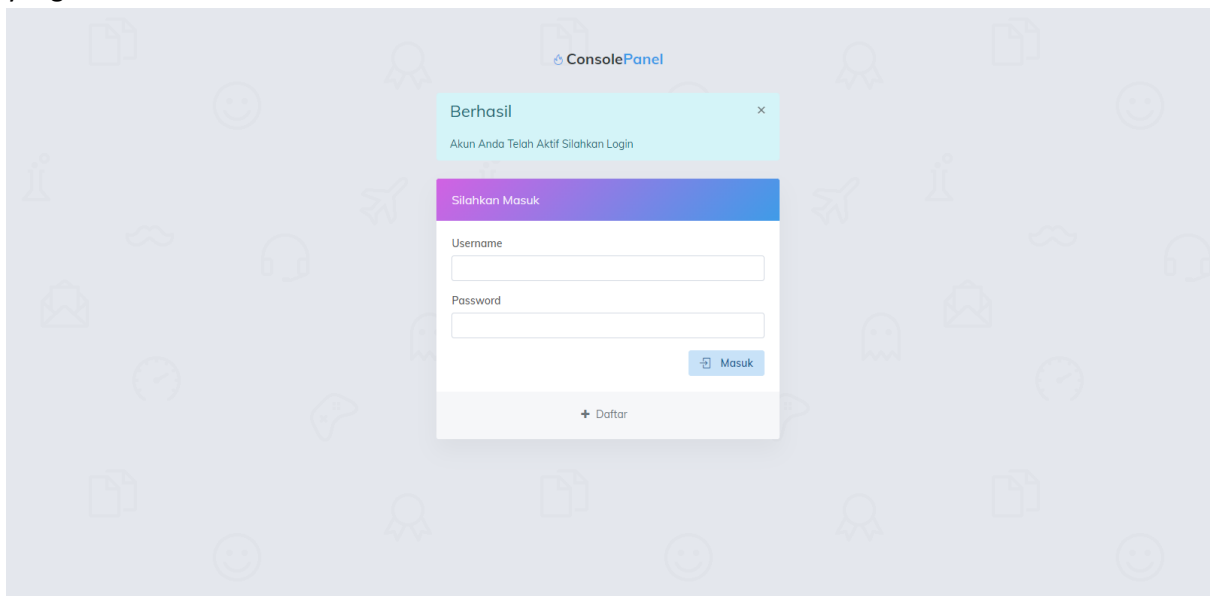 ConsolePanel
Berhasil ×
Akun Anda Telah Aktif Silahkan Login
Silahkan Masuk
Username
Password
Masuk
+ Daftar